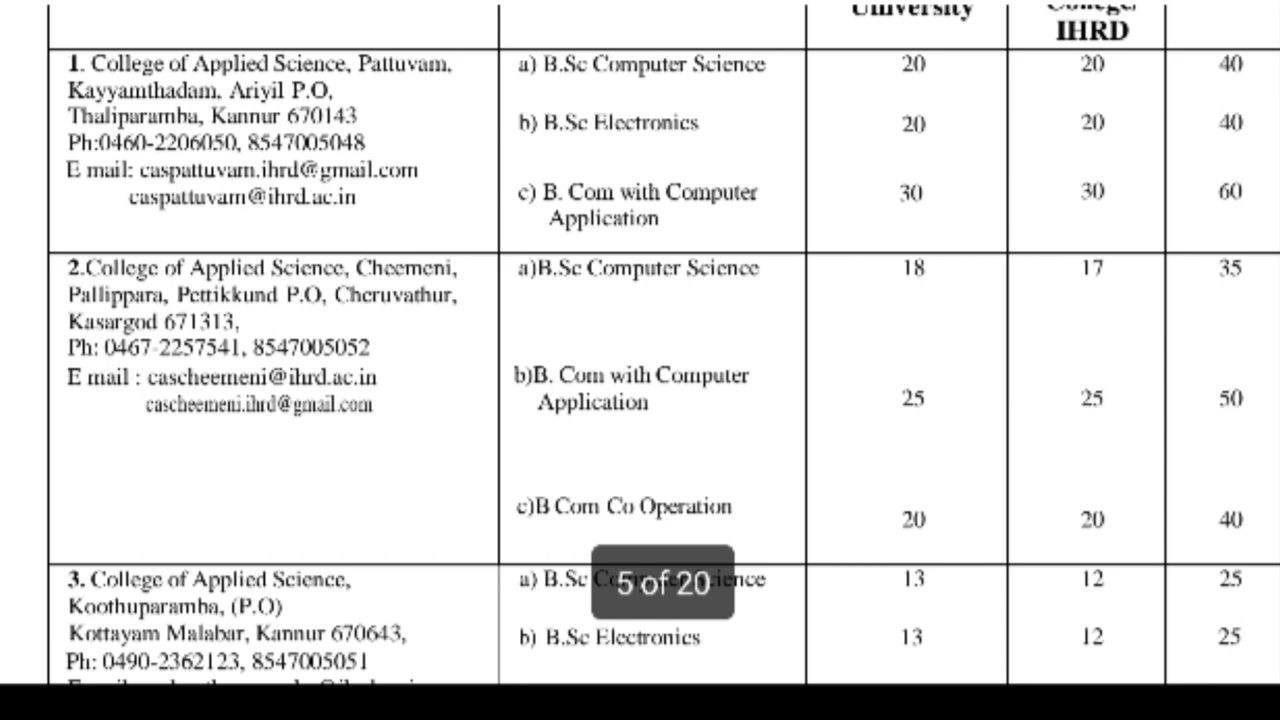 University
IHRD
1. College of Applied Science, Pattuvam, a) B.Sc Computer Science 20 20 40
Kayyamthadam, Ariyil P.O,
Thaliparamba, Kannur 670143 b) B.Sc Electronics 20 20 40
Ph:0460-2206050, 8547005048
E mail: caspattuvam.ihrd@gmail.com
caspattuvam@ihrd.ac.in c) B. Com with Computer 30 30 60
Application
2.College of Applied Science, Cheemeni, a)B.Sc Computer Science 18 17 35
Pallippara, Pettikkund P.O, Cheruvathur,
Kasargod 671313,
Ph: 0467-2257541, 8547005052
E mail : cascheemeni@ihrd.ac.in b)B. Com with Computer
cascheemeni.ihrd@gmail.com Application 25 25 50
c)B Com Co Operation 20 20 40
3. College of Applied Science, a) B.Sc 13 12 25
5 of 20
Koothuparamba, (P.O)
Kottayam Malabar, Kannur 670643, b) B.Sc Electronics 13 12 25
Ph: 0490-2362123, 8547005051